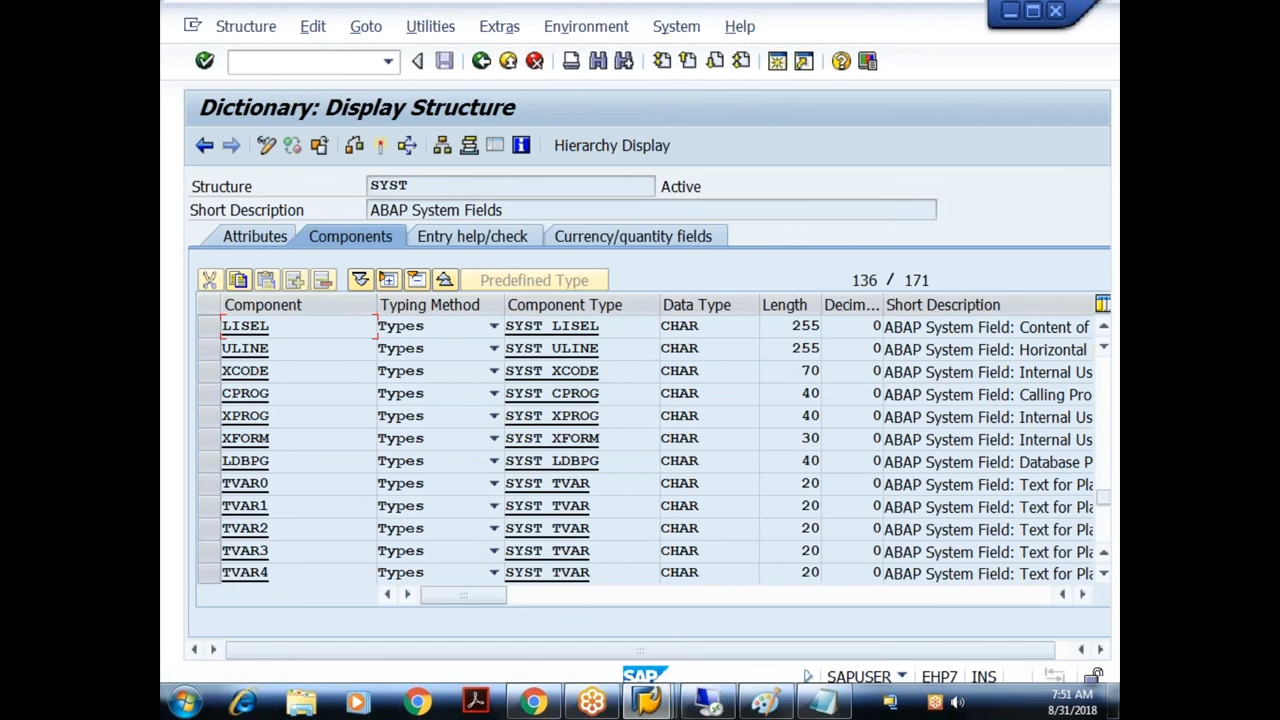 Structure Edit Goto Utilities Extras Environment System Help
Dictionary: Display Structure
Hierarchy Display
Structure SYST Active
Short Description ABAP System Fields
Attributes Components Entry help/check Currency/quantity fields
Predefined Type 136 / 171
Component Typing Method Component Type Data Type Length Decim... Short Description
LISEL Types SYST_LISEL CHAR 255 0 ABAP System Field: Content of
ULINE Types SYST_ULINE CHAR 255 0 ABAP System Field: Horizontal
XCODE Types SYST_XCODE CHAR 70 0 ABAP System Field: Internal Us
CPROG Types SYST_CPROG CHAR 40 0 ABAP System Field: Calling Pro
XPROG Types SYST_XPROG CHAR 40 0 ABAP System Field: Internal Us
XFORM Types SYST_XFORM CHAR 30 0 ABAP System Field: Internal Us
LDBPG Types SYST_LDBPG CHAR 40 0 ABAP System Field: Database P
TVAR0 Types SYST_TVAR CHAR 20 0 ABAP System Field: Text for Pla
TVAR1 Types SYST_TVAR CHAR 20 0 ABAP System Field: Text for Pla
TVAR2 Types SYST_TVAR CHAR 20 0 ABAP System Field: Text for Pla
TVAR3 Types SYST_TVAR CHAR 20 0 ABAP System Field: Text for Pla
TVAR4 Types SYST_TVAR CHAR 20 0 ABAP System Field: Text for Pla
SAP SAPUSER EHP7 INS
7:51 AM
8/31/2018